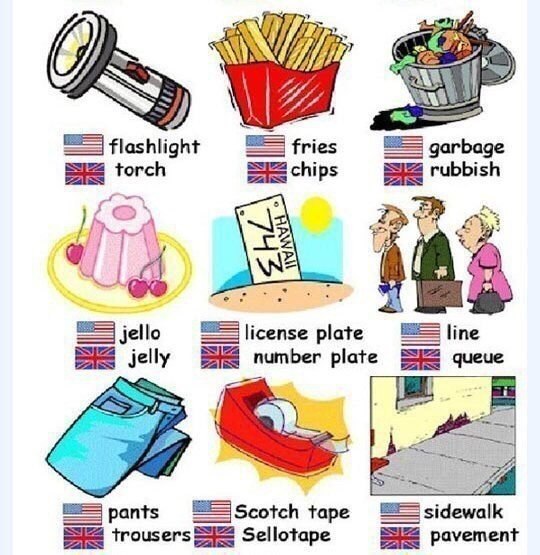 flashlight
torch
fries
chips
garbage
rubbish
HAWAII
743
jello
jelly
license plate
number plate
line
queue
pants
trousers
Scotch tape
Sellotape
sidewalk
pavement